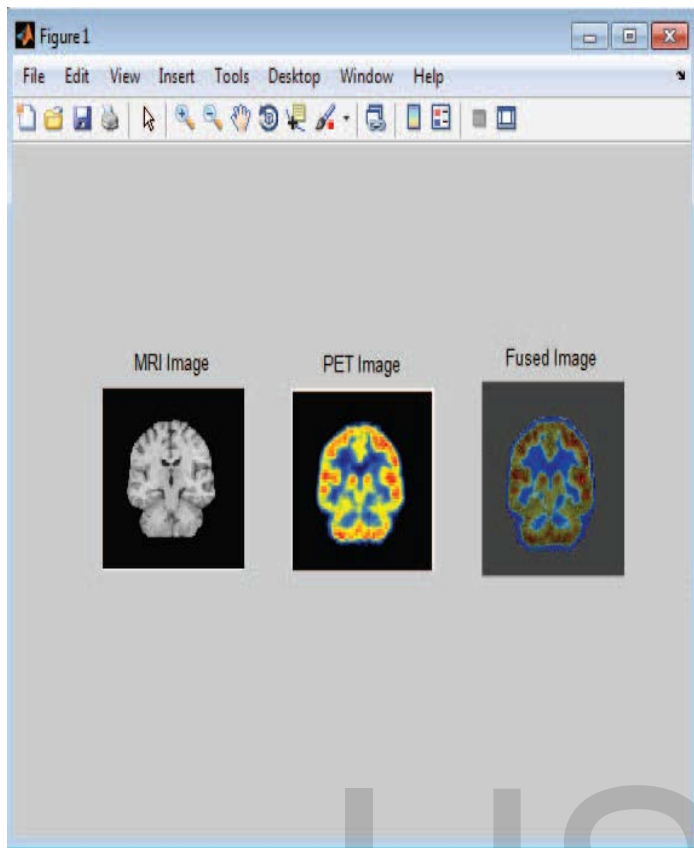 Figure 1
File Edit View Insert Tools Desktop Window Help
MRI Image
PET Image
Fused Image